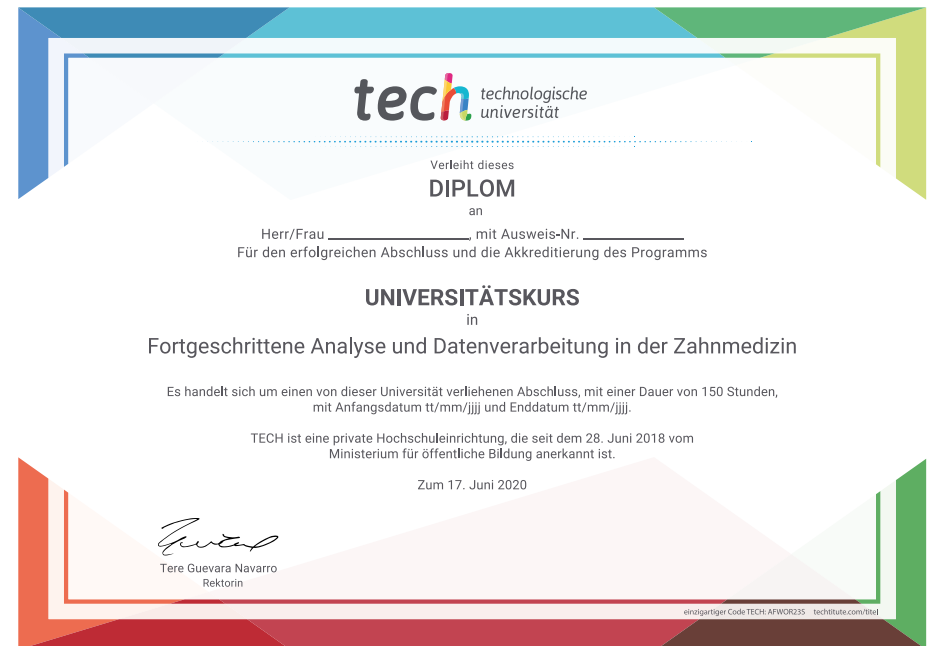 tech technologische
universität
Verleiht dieses
DIPLOM
an
Herr/Frau ____________________, mit Ausweis-Nr. ______________
Für den erfolgreichen Abschluss und die Akkreditierung des Programms
UNIVERSITÄTSKURS
in
Fortgeschrittene Analyse und Datenverarbeitung in der Zahnmedizin
Es handelt sich um einen von dieser Universität verliehenen Abschluss, mit einer Dauer von 150 Stunden,
mit Anfangsdatum tt/mm/jjjj und Enddatum tt/mm/jjjj.
TECH ist eine private Hochschuleinrichtung, die seit dem 28. Juni 2018 vom
Ministerium für öffentliche Bildung anerkannt ist.
Zum 17. Juni 2020
Tere Guevara Navarro
Rektorin
einzigartiger Code TECH: AFWOR235 techtitute.com/titel